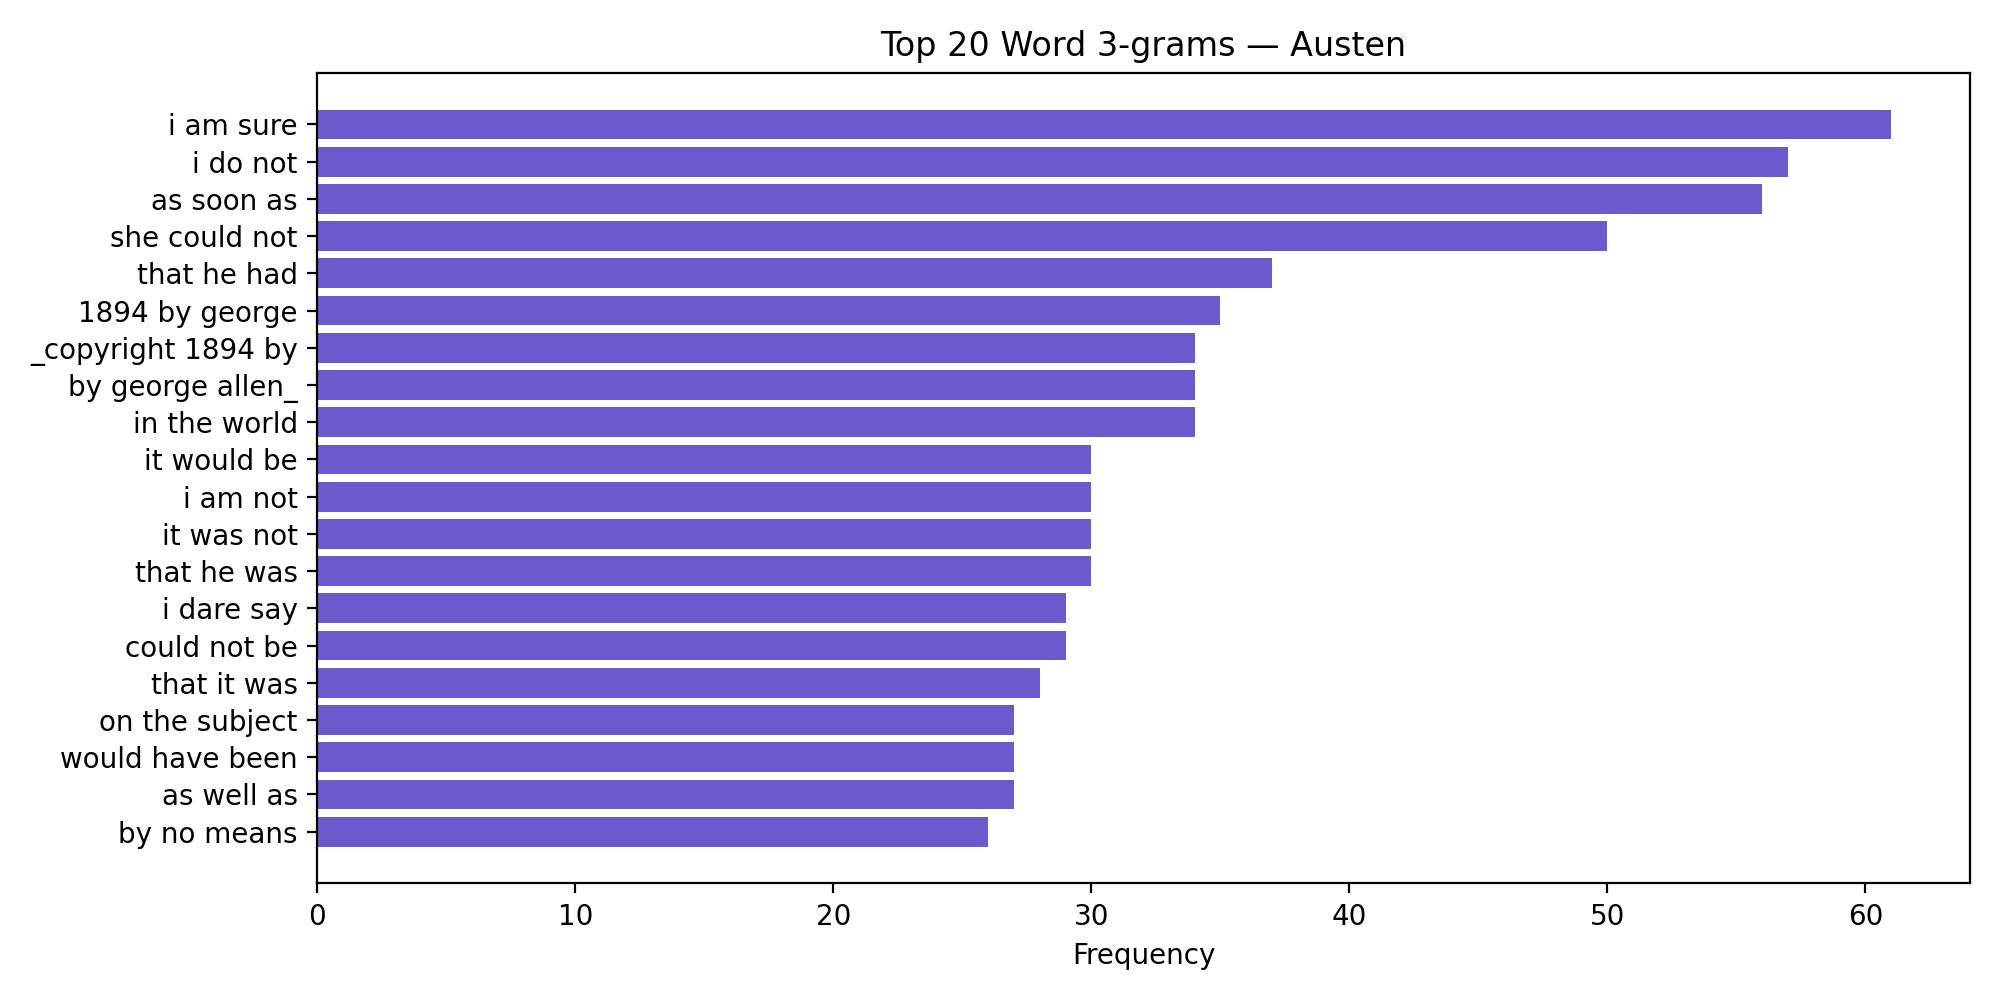 Top 20 Word 3-grams — Austen
i am sure
i do not
as soon as
she could not
that he had
1894 by george
_copyright 1894 by
by george allen_
in the world
it would be
i am not
it was not
that he was
i dare say
could not be
that it was
on the subject
would have been
as well as
by no means
0 10 20 30 40 50 60
Frequency